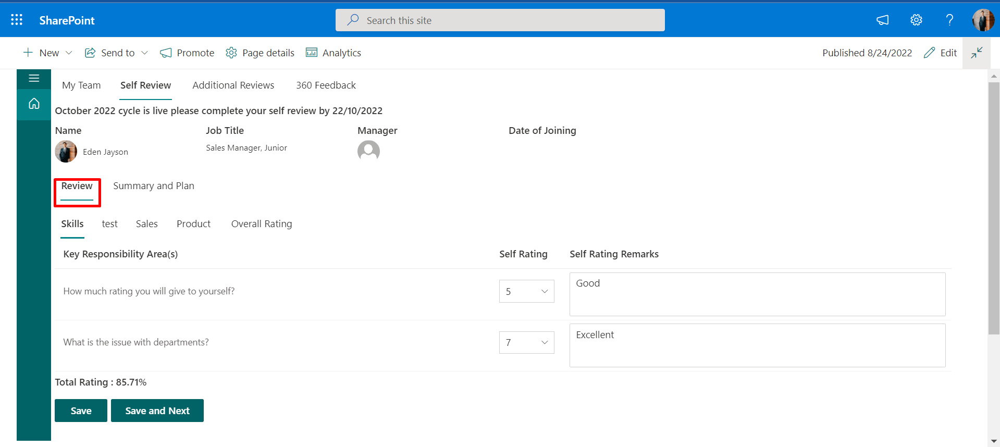 SharePoint
Search this site
New Send to Promote Page details Analytics Published 8/24/2022 Edit
My Team Self Review Additional Reviews 360 Feedback
October 2022 cycle is live please complete your self review by 22/10/2022
Name Job Title Manager Date of Joining
Eden Jayson Sales Manager, Junior
Review Summary and Plan
Skills test Sales Product Overall Rating
Key Responsibility Area(s) Self Rating Self Rating Remarks
How much rating you will give to yourself? 5 Good
What is the issue with departments? 7 Excellent
Total Rating : 85.71%
Save Save and Next